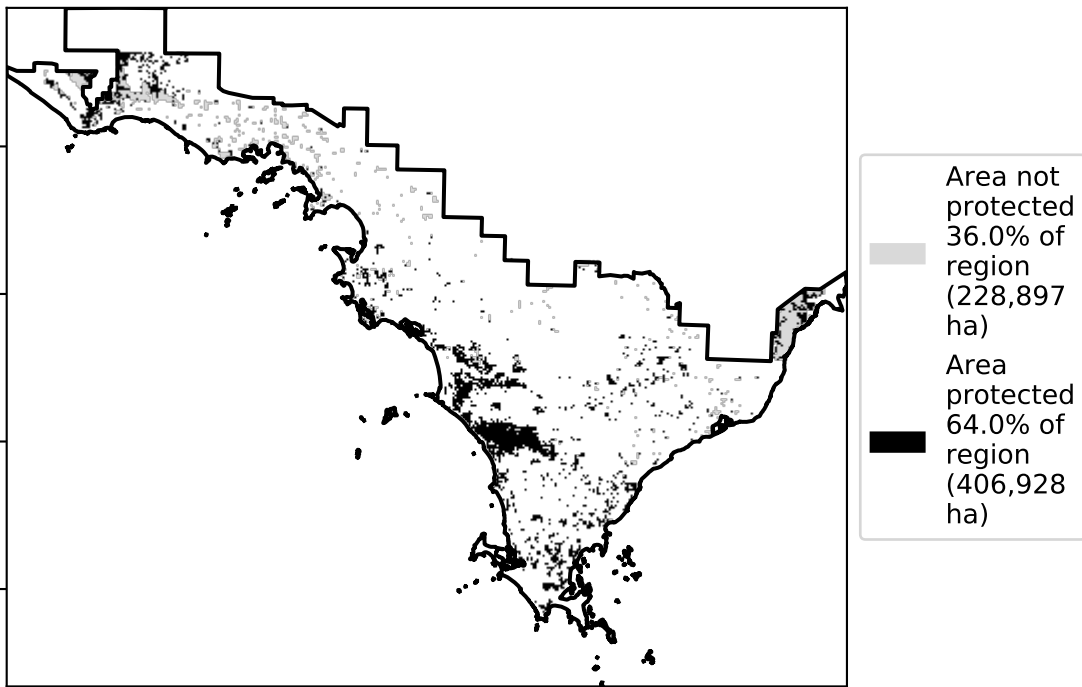 Area not
protected
36.0% of
region
(228,897
ha)
Area
protected
64.0% of
region
(406,928
ha)